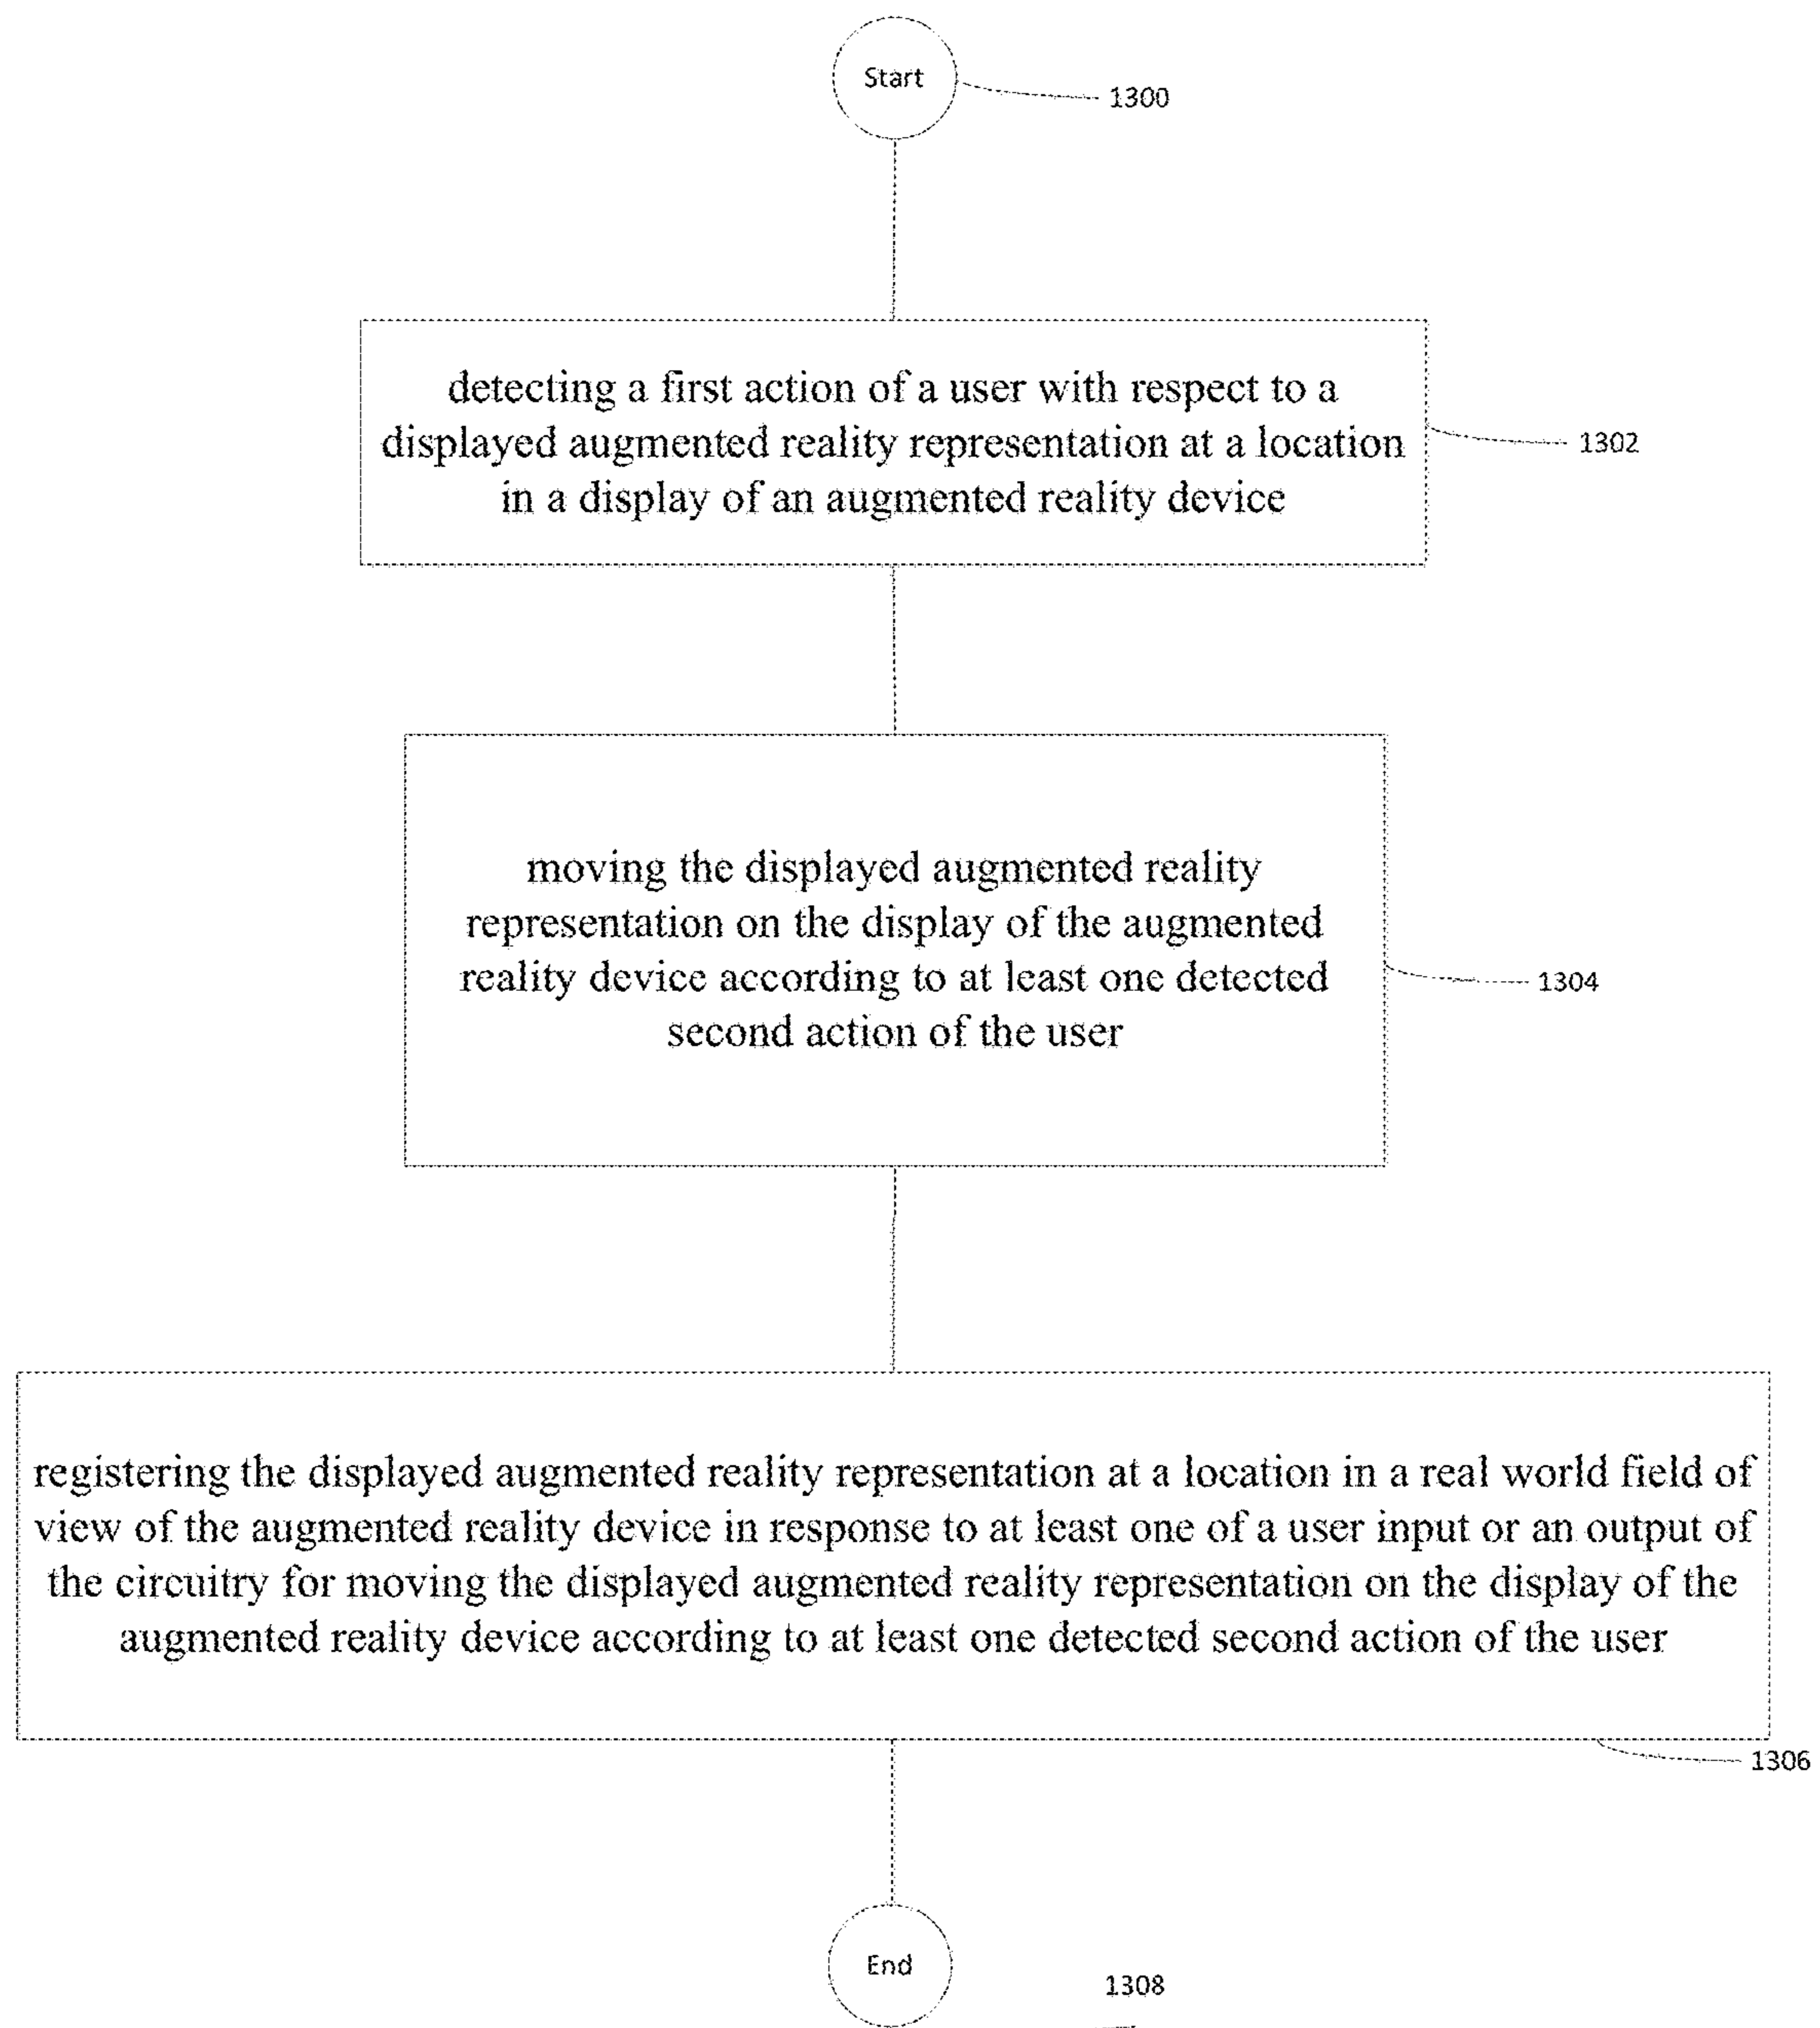 Start
1300
detecting a first action of a user with respect to a
displayed augmented reality representation at a location
in a display of an augmented reality device
1302
moving the displayed augmented reality
representation on the display of the augmented
reality device according to at least one detected
second action of the user
1304
registering the displayed augmented reality representation at a location in a real world field of
view of the augmented reality device in response to at least one of a user input or an output of
the circuitry for moving the displayed augmented reality representation on the display of the
augmented reality device according to at least one detected second action of the user
1306
End
1308